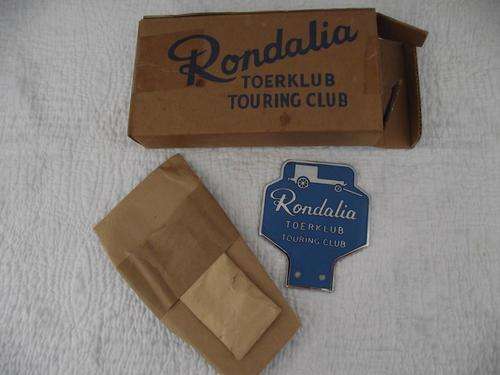 Rondalia
TOERKLUB
TOURING CLUB
Rondalia
TOERKLUB
TOURING CLUB